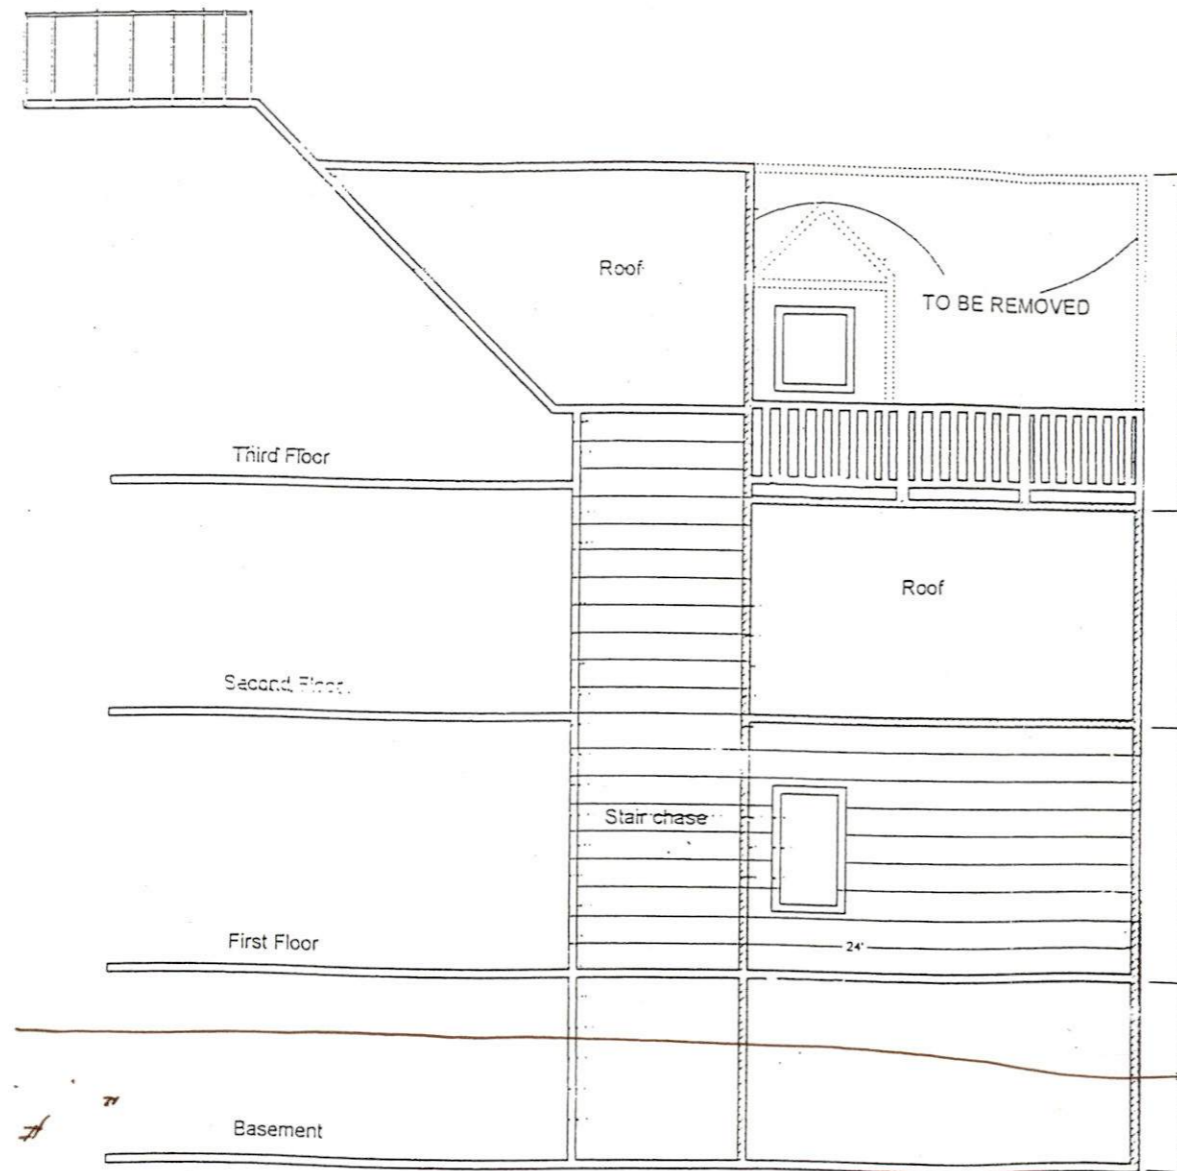 Roof
TO BE REMOVED
Third Floor
Roof
Second Floor
Stair chase
First Floor
24'
Basement